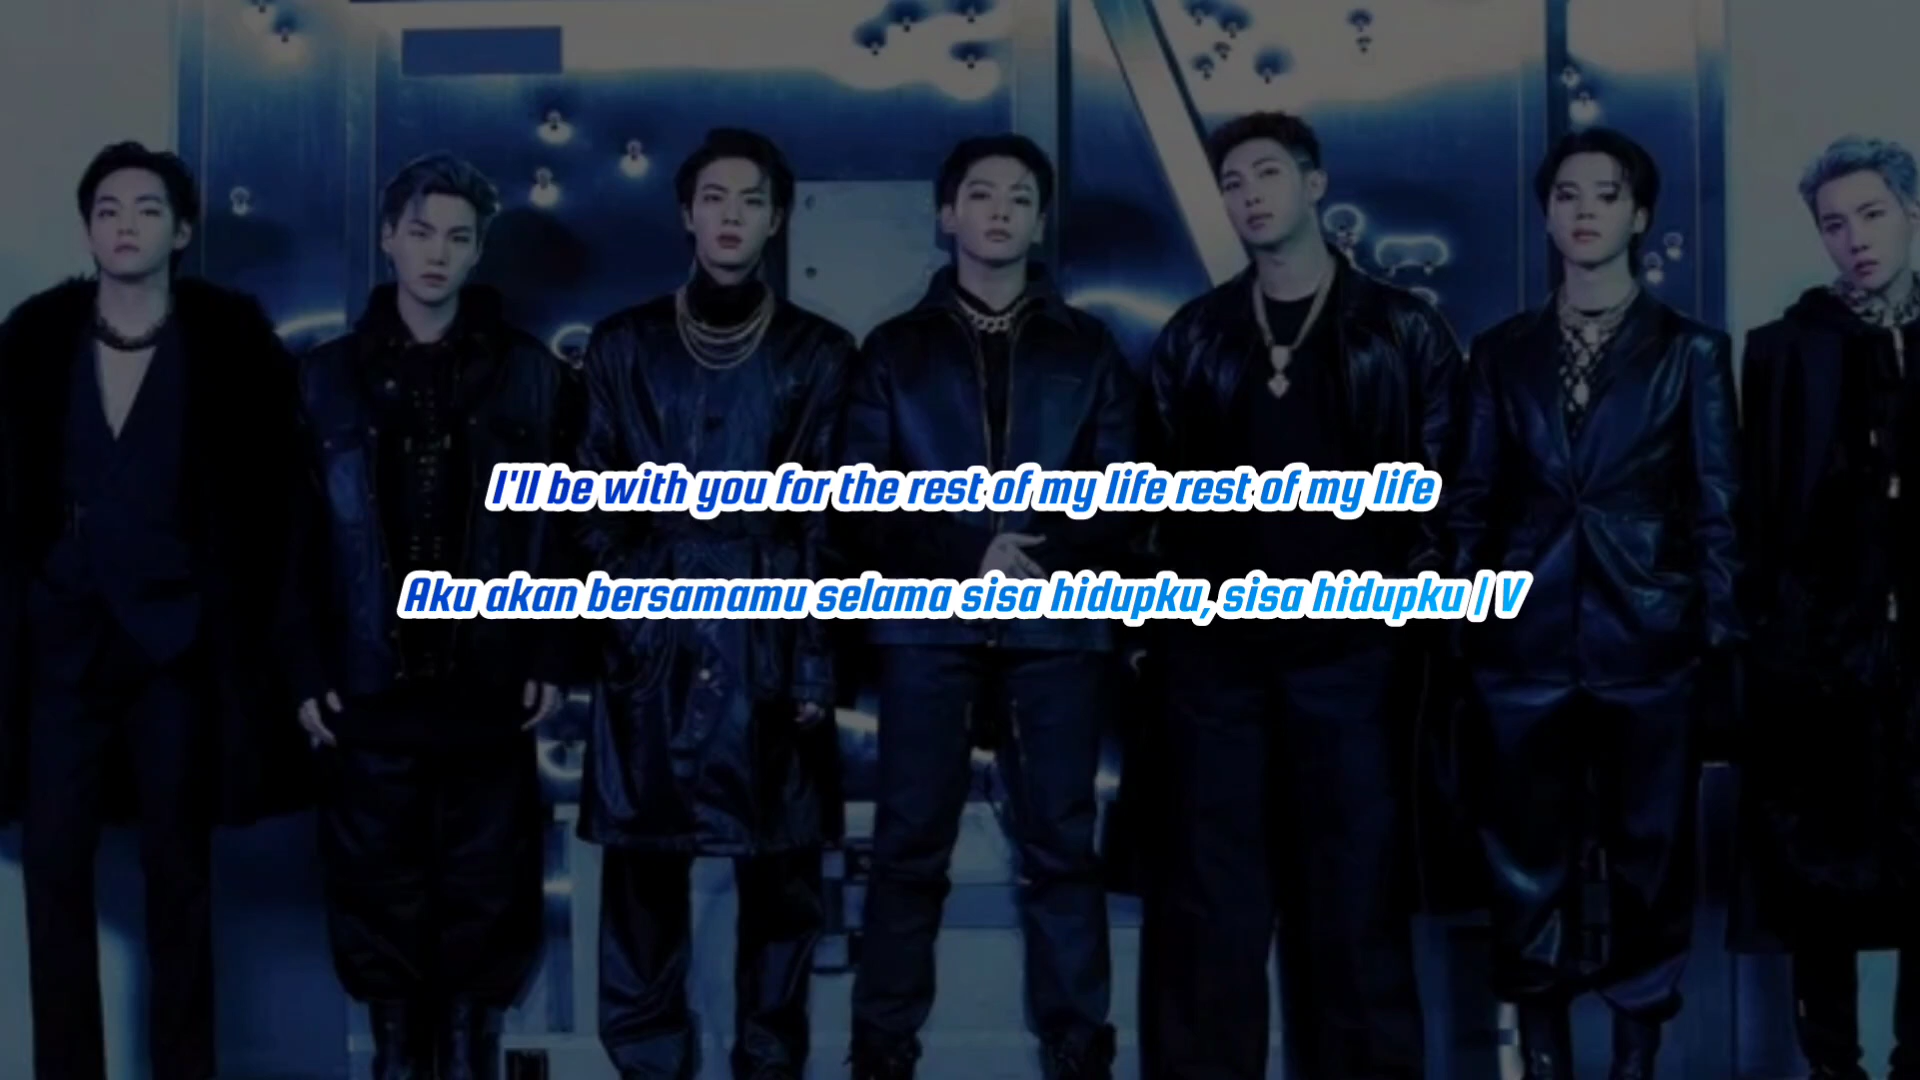 I'll be with you for the rest of my life rest of my life
Aku akan bersamamu selama sisa hidupku, sisa hidupku | V